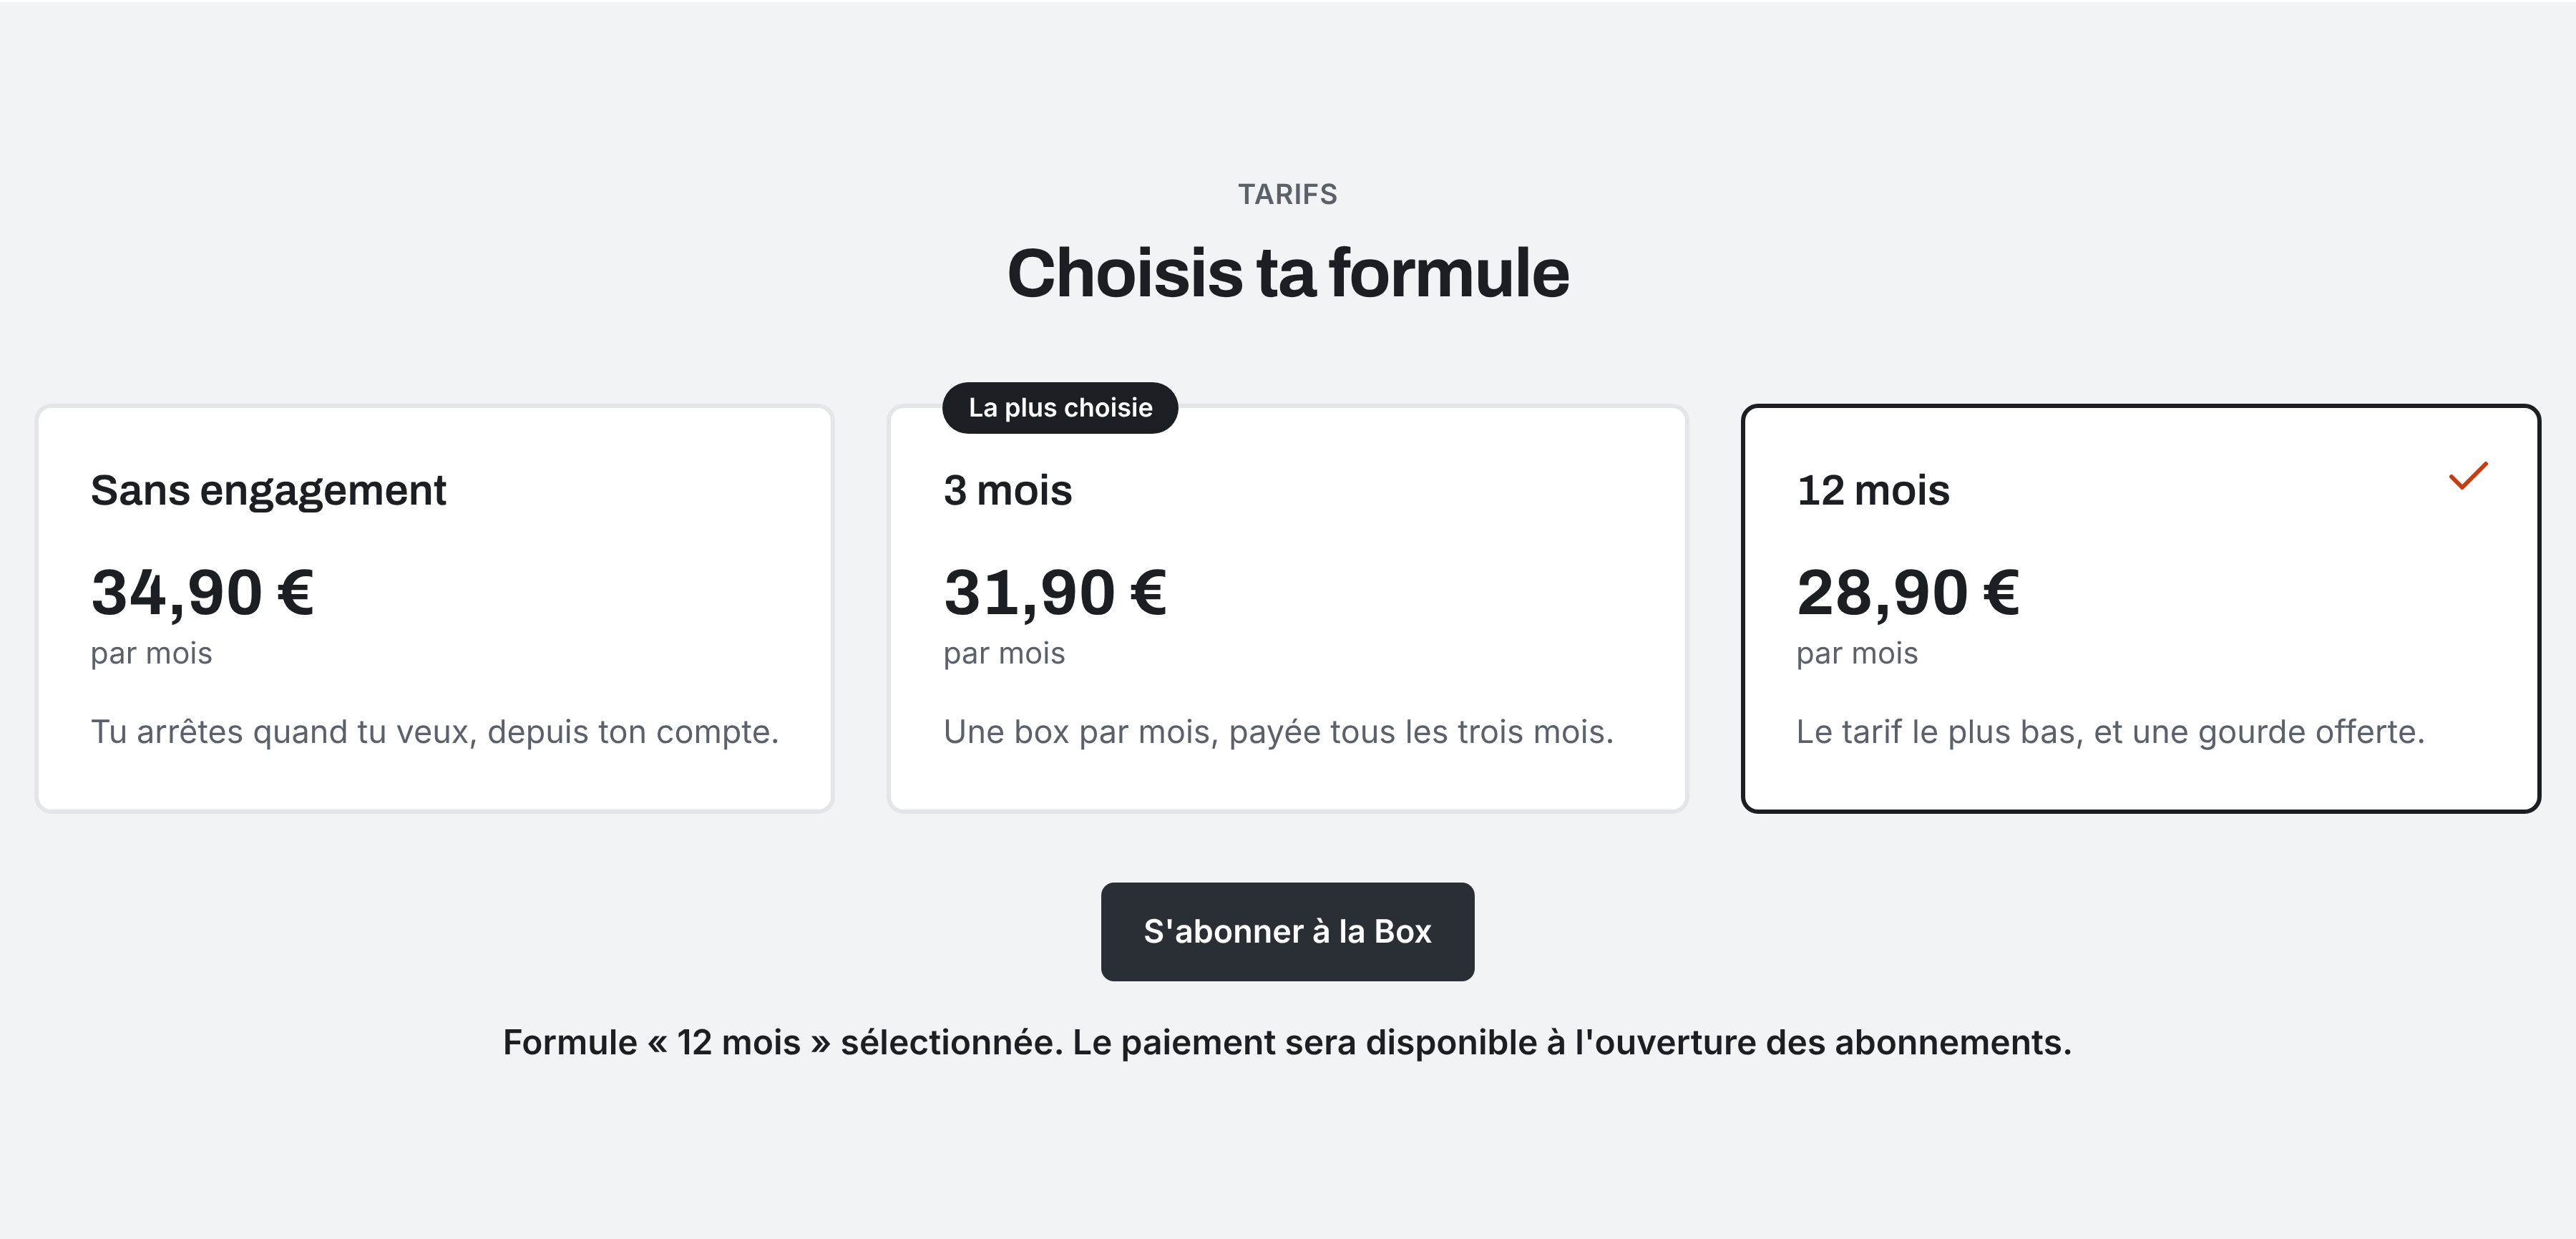 TARIFS
Choisis ta formule
La plus choisie
Sans engagement
34,90 €
par mois
Tu arrêtes quand tu veux, depuis ton compte.
3 mois
31,90 €
par mois
Une box par mois, payée tous les trois mois.
12 mois
28,90 €
par mois
Le tarif le plus bas, et une gourde offerte.
S'abonner à la Box
Formule « 12 mois » sélectionnée. Le paiement sera disponible à l'ouverture des abonnements.